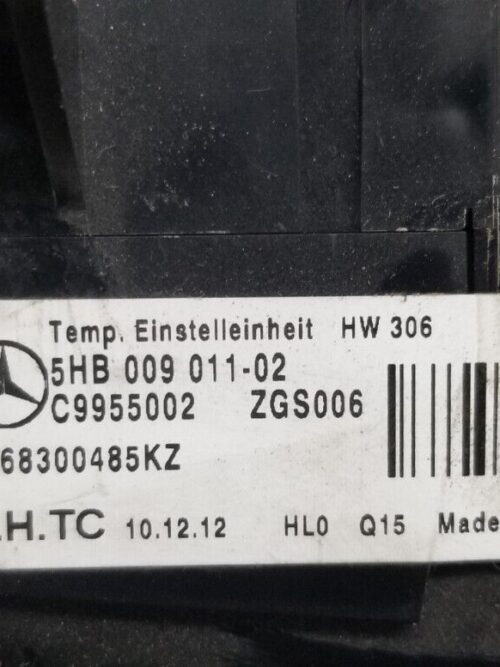 Temp. Einstelleinheit HW 306
5HB 009 011-02
C9955002 ZGS006
68300485KZ
.H.TC 10.12.12 HL0 Q15 Made